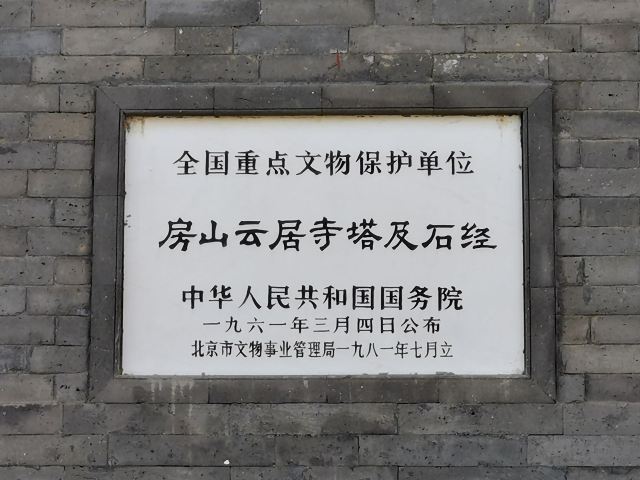 全国重点文物保护单位
房山云居寺塔及石经
中华人民共和国国务院
一九六一年三月四日公布
北京市文物事业管理局一九八一年七月立